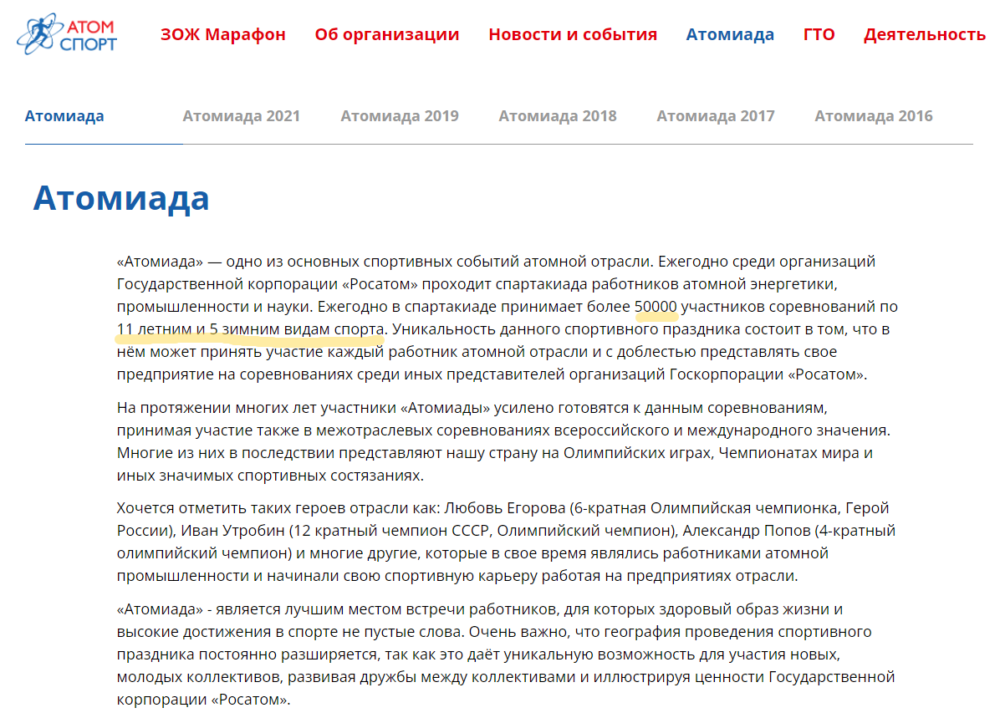 АТОМ
СПОРТ
ЗОЖ Марафон Об организации Новости и события Атомиада ГТО Деятельность
Атомиада Атомиада 2021 Атомиада 2019 Атомиада 2018 Атомиада 2017 Атомиада 2016
Атомиада
«Атомиада» — одно из основных спортивных событий атомной отрасли. Ежегодно среди организаций
Государственной корпорации «Росатом» проходит спартакиада работников атомной энергетики,
промышленности и науки. Ежегодно в спартакиаде принимает более 50000 участников соревнований по
11 летним и 5 зимним видам спорта. Уникальность данного спортивного праздника состоит в том, что в
нём может принять участие каждый работник атомной отрасли и с доблестью представлять свое
предприятие на соревнованиях среди иных представителей организаций Госкорпорации «Росатом».
На протяжении многих лет участники «Атомиады» усилено готовятся к данным соревнованиям,
принимая участие также в межотраслевых соревнованиях всероссийского и международного значения.
Многие из них в последствии представляют нашу страну на Олимпийских играх, Чемпионатах мира и
иных значимых спортивных состязаниях.
Хочется отметить таких героев отрасли как: Любовь Егорова (6-кратная Олимпийская чемпионка, Герой
России), Иван Утробин (12 кратный чемпион СССР, Олимпийский чемпион), Александр Попов (4-кратный
олимпийский чемпион) и многие другие, которые в свое время являлись работниками атомной
промышленности и начинали свою спортивную карьеру работая на предприятиях отрасли.
«Атомиада» - является лучшим местом встречи работников, для которых здоровый образ жизни и
высокие достижения в спорте не пустые слова. Очень важно, что география проведения спортивного
праздника постоянно расширяется, так как это даёт уникальную возможность для участия новых,
молодых коллективов, развивая дружбы между коллективами и иллюстрируя ценности Государственной
корпорации «Росатом».